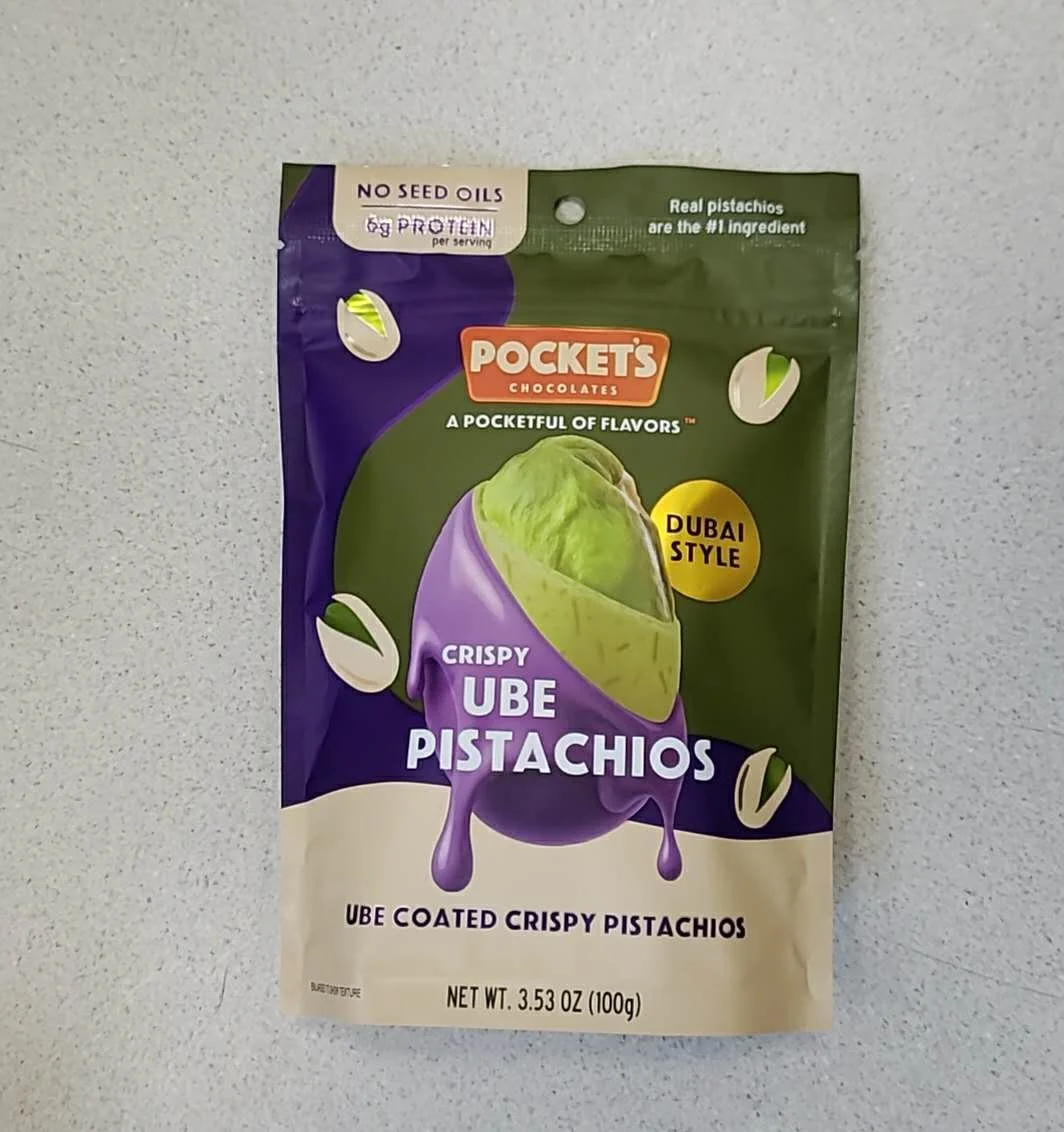 NO SEED OILS
6g PROTEIN
per serving
Real pistachios
are the #1 ingredient
POCKET'S
CHOCOLATES
A POCKETFUL OF FLAVORS™
DUBAI
STYLE
CRISPY
UBE
PISTACHIOS
UBE COATED CRISPY PISTACHIOS
NET WT. 3.53 OZ (100g)